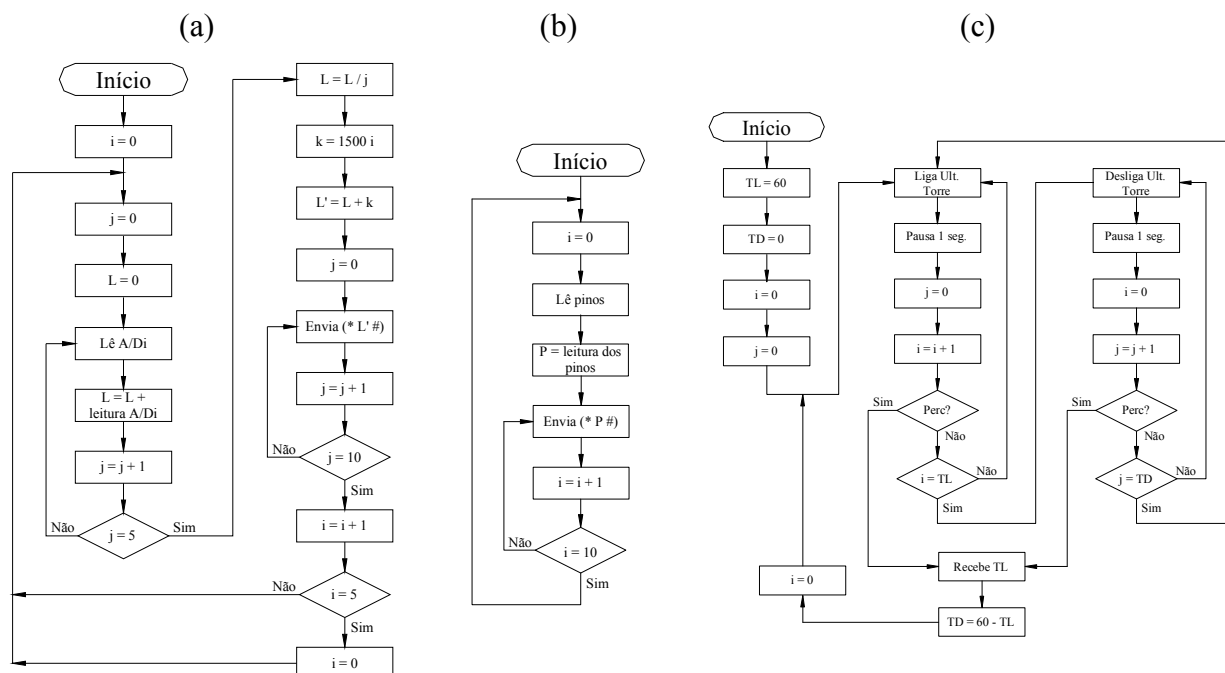 (a)
Início
i = 0
j = 0
L = 0
Lê A/Di
L = L +
leitura A/Di
j = j + 1
Não
j = 5
Sim
L = L / j
k = 1500 i
L' = L + k
j = 0
Envia (* L' #)
j = j + 1
Não
j = 10
Sim
i = i + 1
Não
i = 5
Sim
i = 0
(b)
Início
i = 0
Lê pinos
P = leitura dos
pinos
Envia (* P #)
i = i + 1
Não
i = 10
Sim
(c)
Início
TL = 60
TD = 0
i = 0
j = 0
Liga Ult.
Torre
Pausa 1 seg.
j = 0
i = i + 1
Sim
Perc?
Não
i = TL
Não
Sim
Desliga Ult.
Torre
Pausa 1 seg.
i = 0
j = j + 1
Sim
Perc?
Não
j = TD
Não
Sim
Recebe TL
TD = 60 - TL
i = 0